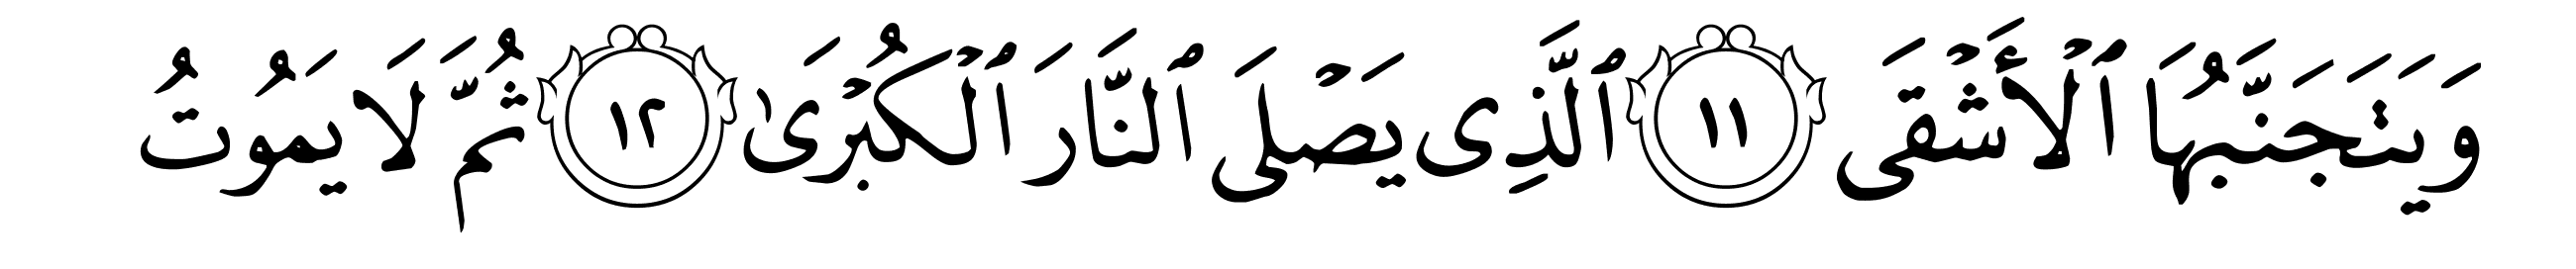 وَيَتَجَنَّبُهَا ٱلْأَشْقَى ١١ ٱلَّذِى يَصْلَى ٱلنَّارَ ٱلْكُبْرَىٰ ١٢ ثُمَّ لَا يَمُوتُ